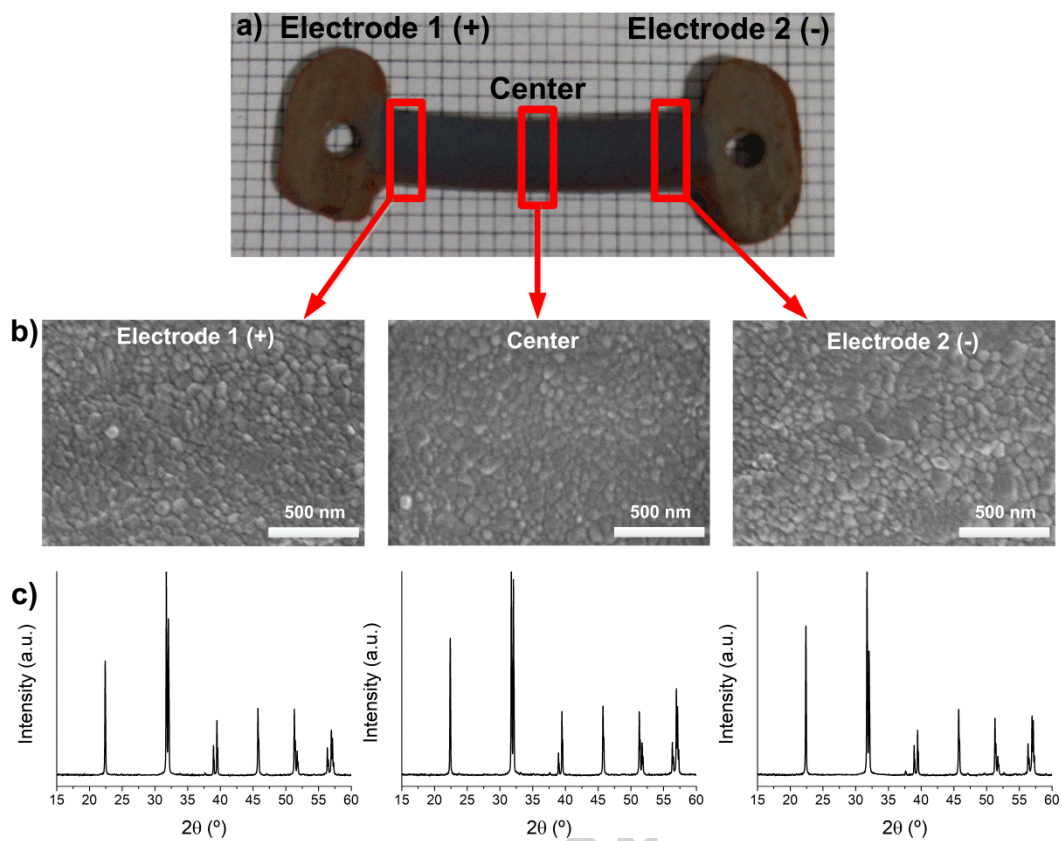 a) Electrode 1 (+) Electrode 2 (-)
Center
b) Electrode 1 (+) Center Electrode 2 (-)
500 nm 500 nm 500 nm
c)
Intensity (a.u.) Intensity (a.u.) Intensity (a.u.)
15 20 25 30 35 40 45 50 55 60 15 20 25 30 35 40 45 50 55 60 15 20 25 30 35 40 45 50 55 60
2θ (º) 2θ (º) 2θ (º)